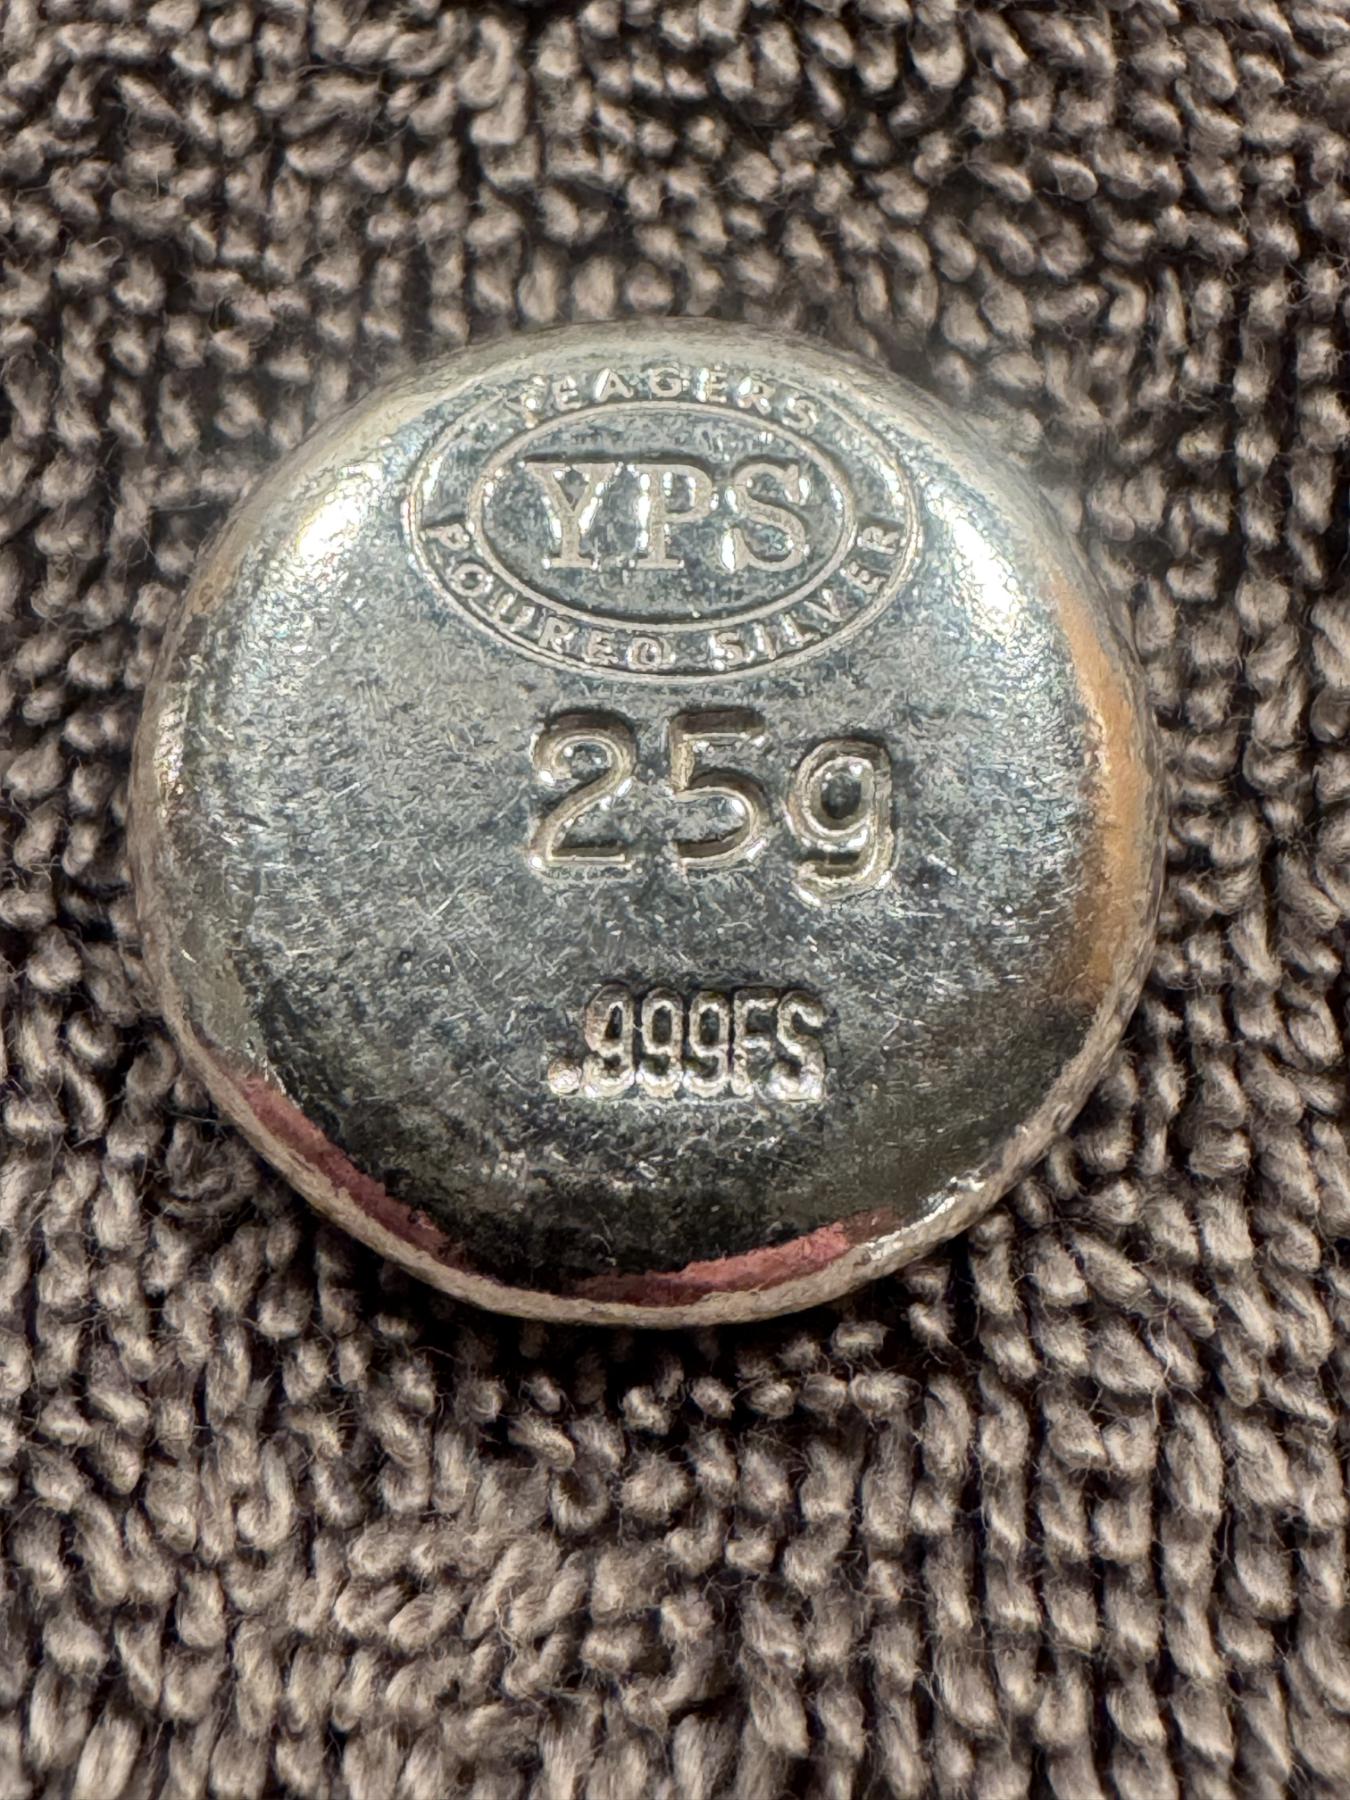 YEAGERS
YPS
POURED SILVER
25g
.999FS